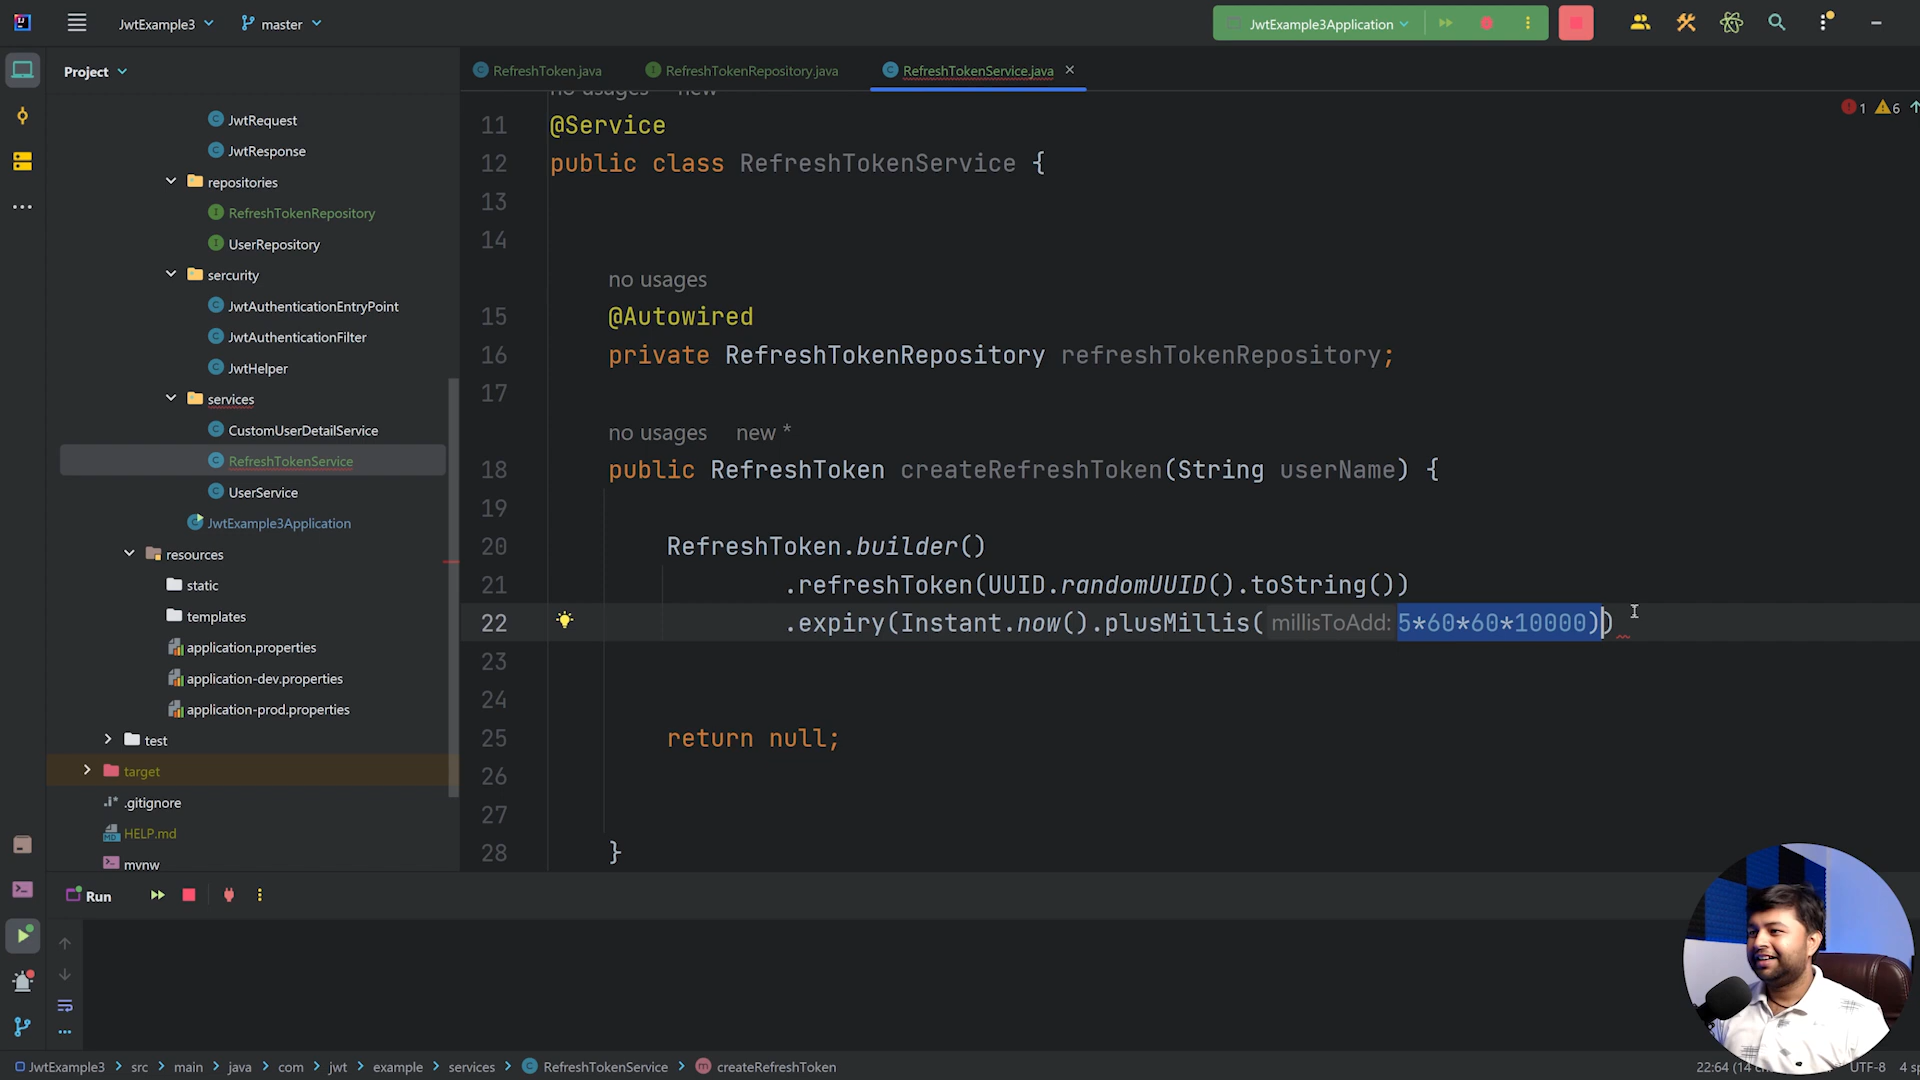 JwtExample3
master
JwtExample3Application
Project
RefreshToken.java
RefreshTokenRepository.java
RefreshTokenService.java
1
6
JwtRequest
JwtResponse
repositories
RefreshTokenRepository
UserRepository
sercurity
JwtAuthenticationEntryPoint
JwtAuthenticationFilter
JwtHelper
services
CustomUserDetailService
RefreshTokenService
UserService
JwtExample3Application
resources
static
templates
application.properties
application-dev.properties
application-prod.properties
test
target
.gitignore
HELP.md
mvnw
no usages new *
11 @Service
12 public class RefreshTokenService {
13
14
no usages
15 @Autowired
16 private RefreshTokenRepository refreshTokenRepository;
17
no usages new *
18 public RefreshToken createRefreshToken(String userName) {
19
20 RefreshToken.builder()
21 .refreshToken(UUID.randomUUID().toString())
22 .expiry(Instant.now().plusMillis( millisToAdd: 5*60*60*10000))
23
24
25 return null;
26
27
28 }
Run
JwtExample3 > src > main > java > com > jwt > example > services > RefreshTokenService > createRefreshToken
22:64 (14
UTF-8